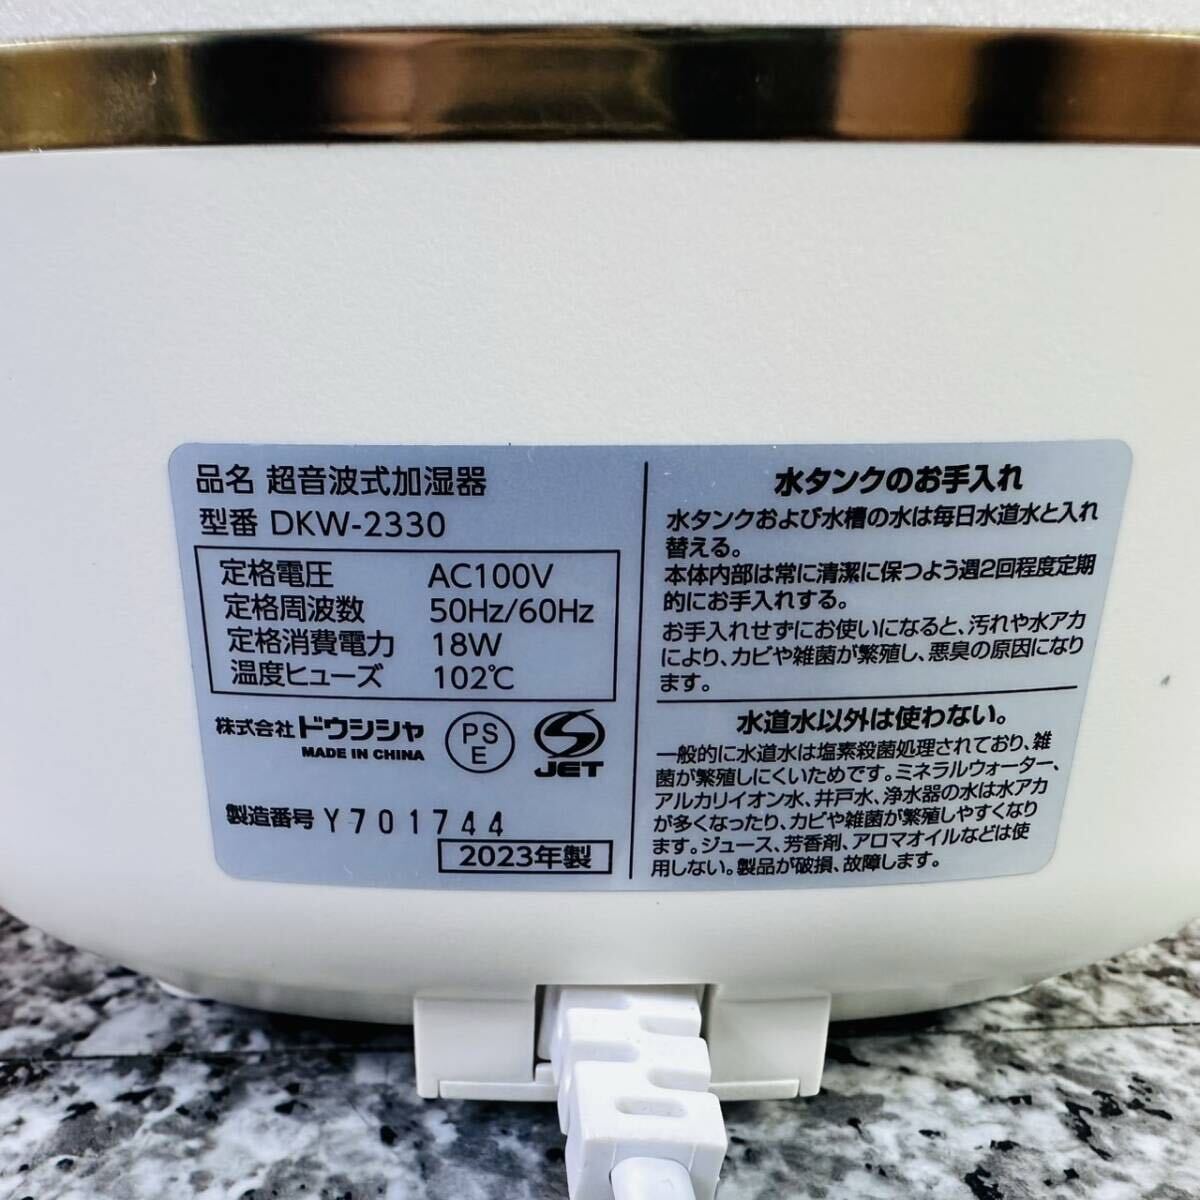 品名 超音波式加湿器
型番 DKW-2330
定格電圧 AC100V
定格周波数 50Hz/60Hz
定格消費電力 18W
温度ヒューズ 102℃
株式会社ドウシシャ
MADE IN CHINA
PS
E
JET
製造番号 Y701744
2023年製
水タンクのお手入れ
水タンクおよび水槽の水は毎日水道水と入れ
替える。
本体内部は常に清潔に保つよう週2回程度定期
的にお手入れする。
お手入れせずにお使いになると、汚れや水アカ
により、カビや雑菌が繁殖し、悪臭の原因になり
ます。
水道水以外は使わない。
一般的に水道水は塩素殺菌処理されており、雑
菌が繁殖しにくいためです。ミネラルウォーター、
アルカリイオン水、井戸水、浄水器の水は水アカ
が多くなったり、カビや雑菌が繁殖しやすくなり
ます。ジュース、芳香剤、アロマオイルなどは使
用しない。製品が破損、故障します。